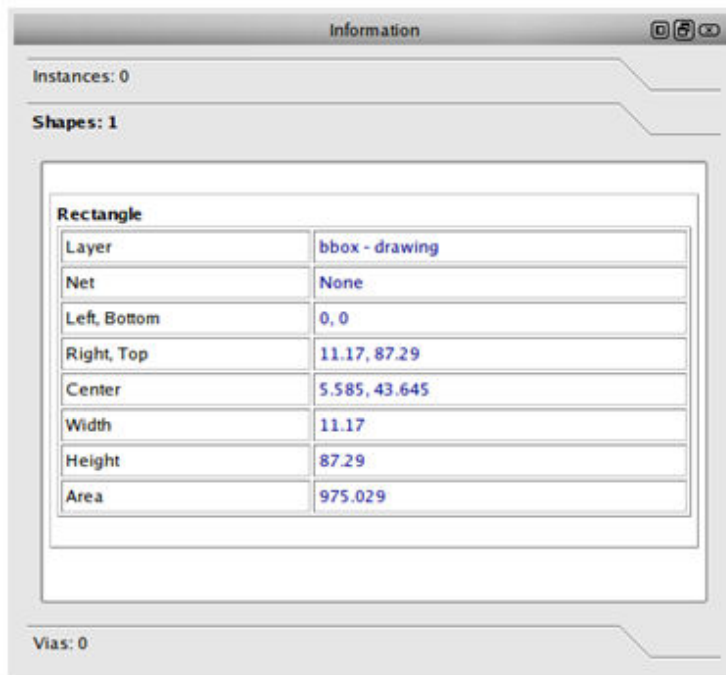 Information
Instances: 0
Shapes: 1
Rectangle
Layer bbox - drawing
Net None
Left, Bottom 0, 0
Right, Top 11.17, 87.29
Center 5.585, 43.645
Width 11.17
Height 87.29
Area 975.029
Vias: 0